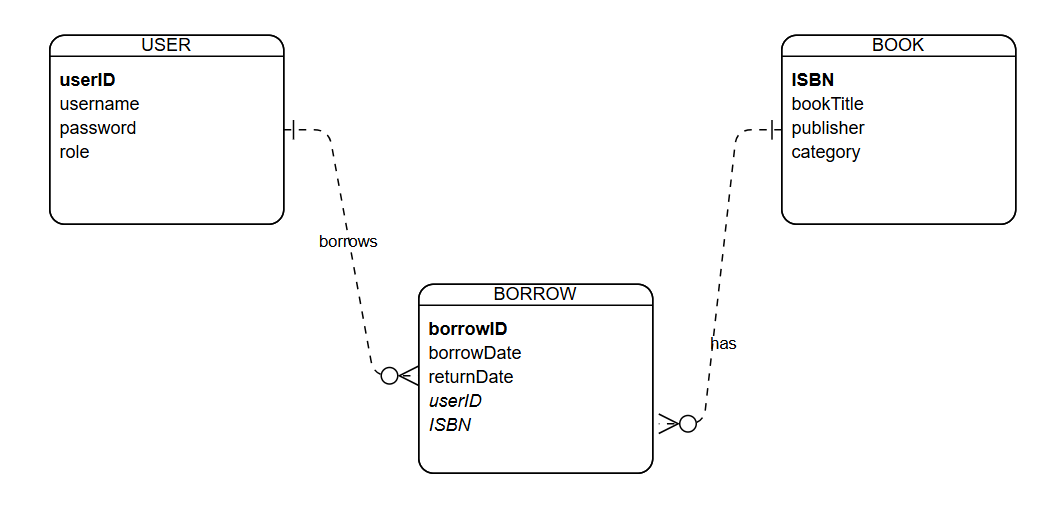 USER
userID
username
password
role
BOOK
ISBN
bookTitle
publisher
category
borrows
BORROW
borrowID
borrowDate
returnDate
userID
ISBN
has